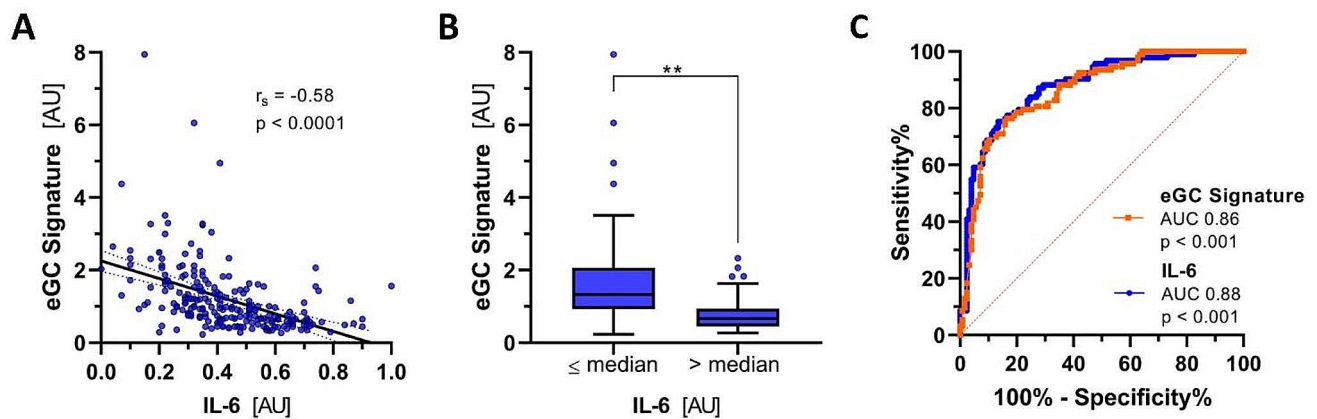 A
eGC Signature [AU]
8
6
4
2
0
r_s = -0.58
p < 0.0001
0.0 0.2 0.4 0.6 0.8 1.0
IL-6 [AU]
B
eGC Signature [AU]
8
6
4
2
0
**
≤ median > median
IL-6 [AU]
C
Sensitivity%
100
80
60
40
20
0
eGC Signature
AUC 0.86
p < 0.001
IL-6
AUC 0.88
p < 0.001
0 20 40 60 80 100
100% - Specificity%